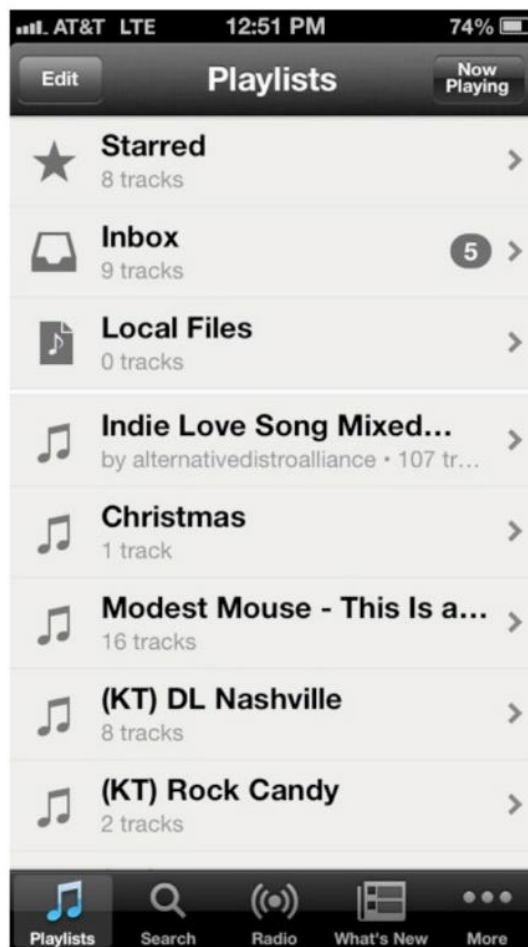 AT&T LTE 12:51 PM 74%
Edit Playlists Now Playing
Starred
8 tracks
Inbox
9 tracks
5
Local Files
0 tracks
Indie Love Song Mixed...
by alternativedistroalliance • 107 tr...
Christmas
1 track
Modest Mouse - This Is a...
16 tracks
(KT) DL Nashville
8 tracks
(KT) Rock Candy
2 tracks
Playlists Search Radio What's New More